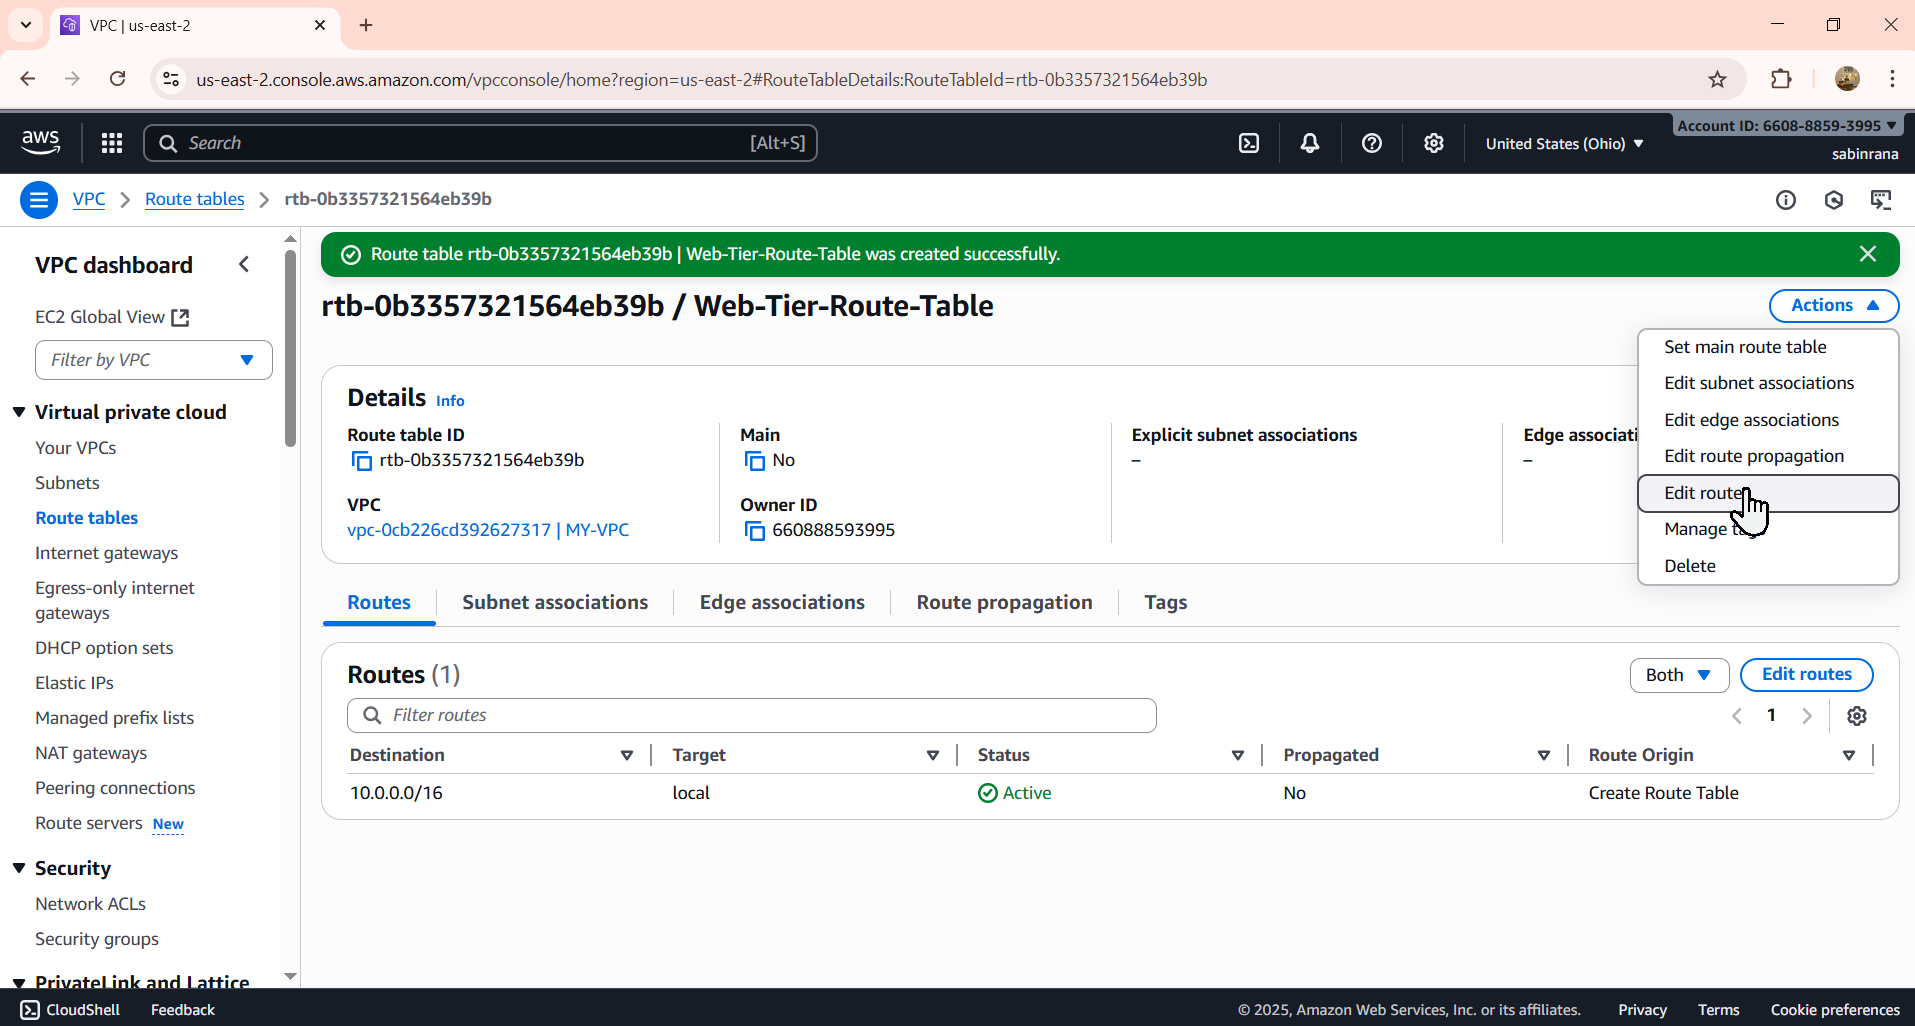 VPC | us-east-2
us-east-2.console.aws.amazon.com/vpcconsole/home?region=us-east-2#RouteTableDetails:RouteTableId=rtb-0b3357321564eb39b
aws
Search
[Alt+S]
United States (Ohio)
Account ID: 6608-8859-3995
sabinrana
VPC
Route tables
rtb-0b3357321564eb39b
VPC dashboard
EC2 Global View
Filter by VPC
Virtual private cloud
Your VPCs
Subnets
Route tables
Internet gateways
Egress-only internet
gateways
DHCP option sets
Elastic IPs
Managed prefix lists
NAT gateways
Peering connections
Route servers New
Security
Network ACLs
Security groups
PrivateLink and Lattice
Route table rtb-0b3357321564eb39b | Web-Tier-Route-Table was created successfully.
rtb-0b3357321564eb39b / Web-Tier-Route-Table
Actions
Set main route table
Edit subnet associations
Edit edge associations
Edit route propagation
Edit route
Manage
Delete
Details Info
Route table ID
rtb-0b3357321564eb39b
Main
No
Explicit subnet associations
–
Edge associati
–
VPC
vpc-0cb226cd392627317 | MY-VPC
Owner ID
660888593995
Routes
Subnet associations
Edge associations
Route propagation
Tags
Routes (1)
Both
Edit routes
Filter routes
1
Destination Target Status Propagated Route Origin
10.0.0.0/16 local Active No Create Route Table
CloudShell
Feedback
© 2025, Amazon Web Services, Inc. or its affiliates.
Privacy
Terms
Cookie preferences